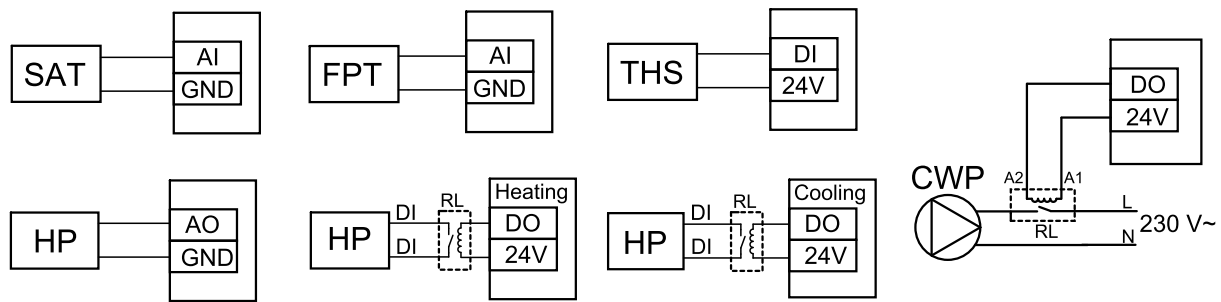 SAT
AI
GND
FPT
AI
GND
THS
DI
24V
DO
24V
CWP
A2
A1
RL
L
N
230 V~
HP
AO
GND
HP
DI
DI
RL
Heating
DO
24V
HP
DI
DI
RL
Cooling
DO
24V